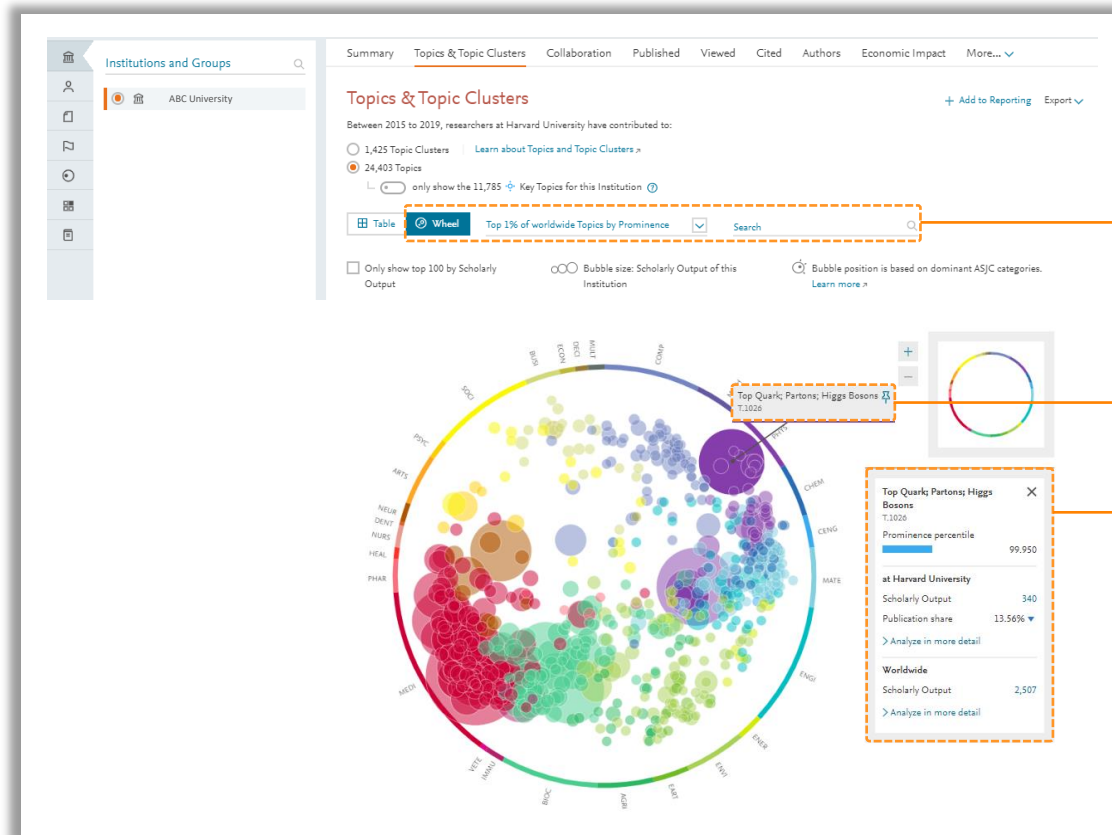 Institutions and Groups
ABC University
Summary Topics & Topic Clusters Collaboration Published Viewed Cited Authors Economic Impact More...
Topics & Topic Clusters
+ Add to Reporting Export
Between 2015 to 2019, researchers at Harvard University have contributed to:
1,425 Topic Clusters Learn about Topics and Topic Clusters
24,403 Topics
only show the 11,785 Key Topics for this Institution
Table Wheel Top 1% of worldwide Topics by Prominence Search
Only show top 100 by Scholarly
Output
Bubble size: Scholarly Output of this
Institution
Bubble position is based on dominant ASJC categories.
Learn more
MULT
DECI
ECON
BUSI
SOCI
PSYC
ARTS
NEUR
DENT
NURS
HEAL
PHAR
MEDI
VETE
IMMU
BIOC
AGRI
EART
ENVI
ENER
ENGI
MATE
CENG
CHEM
PHYS
COMP
Top Quark; Partons; Higgs Bosons
T.1026
+
−
Top Quark; Partons; Higgs
Bosons
T.1026
Prominence percentile
99.950
at Harvard University
Scholarly Output 340
Publication share 13.56%
Analyze in more detail
Worldwide
Scholarly Output 2,507
Analyze in more detail